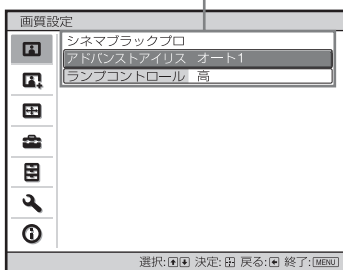 画質設定
シネマブラックプロ
アドバンストアイリス オート1
ランプコントロール 高
選択: 決定: 戻る: 終了:MENU